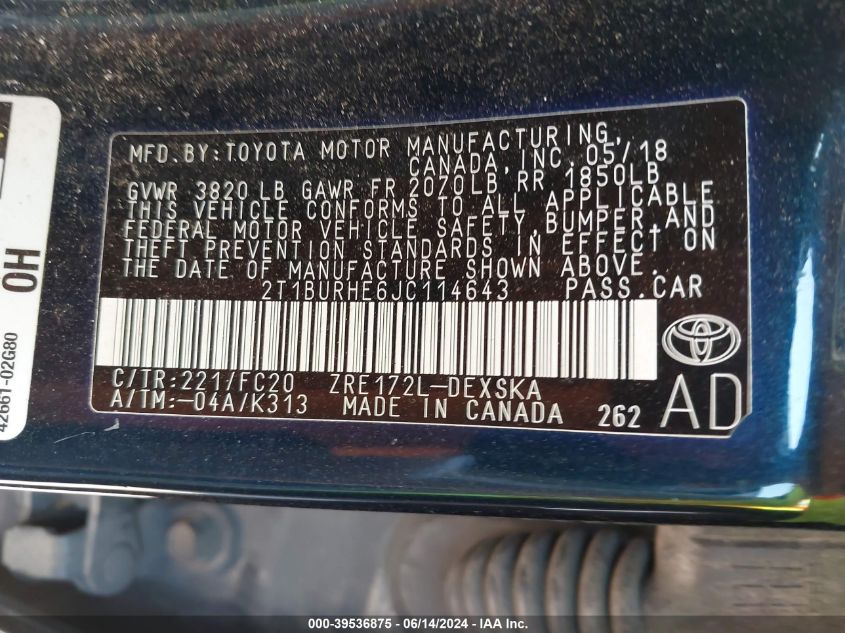 MFD. BY: TOYOTA MOTOR MANUFACTURING,
CANADA, INC. 05/18
GVWR 3820 LB GAWR FR 2070LB RR 1850LB
THIS VEHICLE CONFORMS TO ALL APPLICABLE
FEDERAL MOTOR VEHICLE SAFETY, BUMPER, AND
THEFT PREVENTION STANDARDS IN EFFECT ON
THE DATE OF MANUFACTURE SHOWN ABOVE.
2T1BURHE6JC114643 PASS. CAR
C/TR: 221/FC20 ZRE172L-DEXSKA
A/TM: -04A/K313 MADE IN CANADA 262
AD
OH
42661-02G80
000-39536875 / 06/14/2024 - IAA Inc.